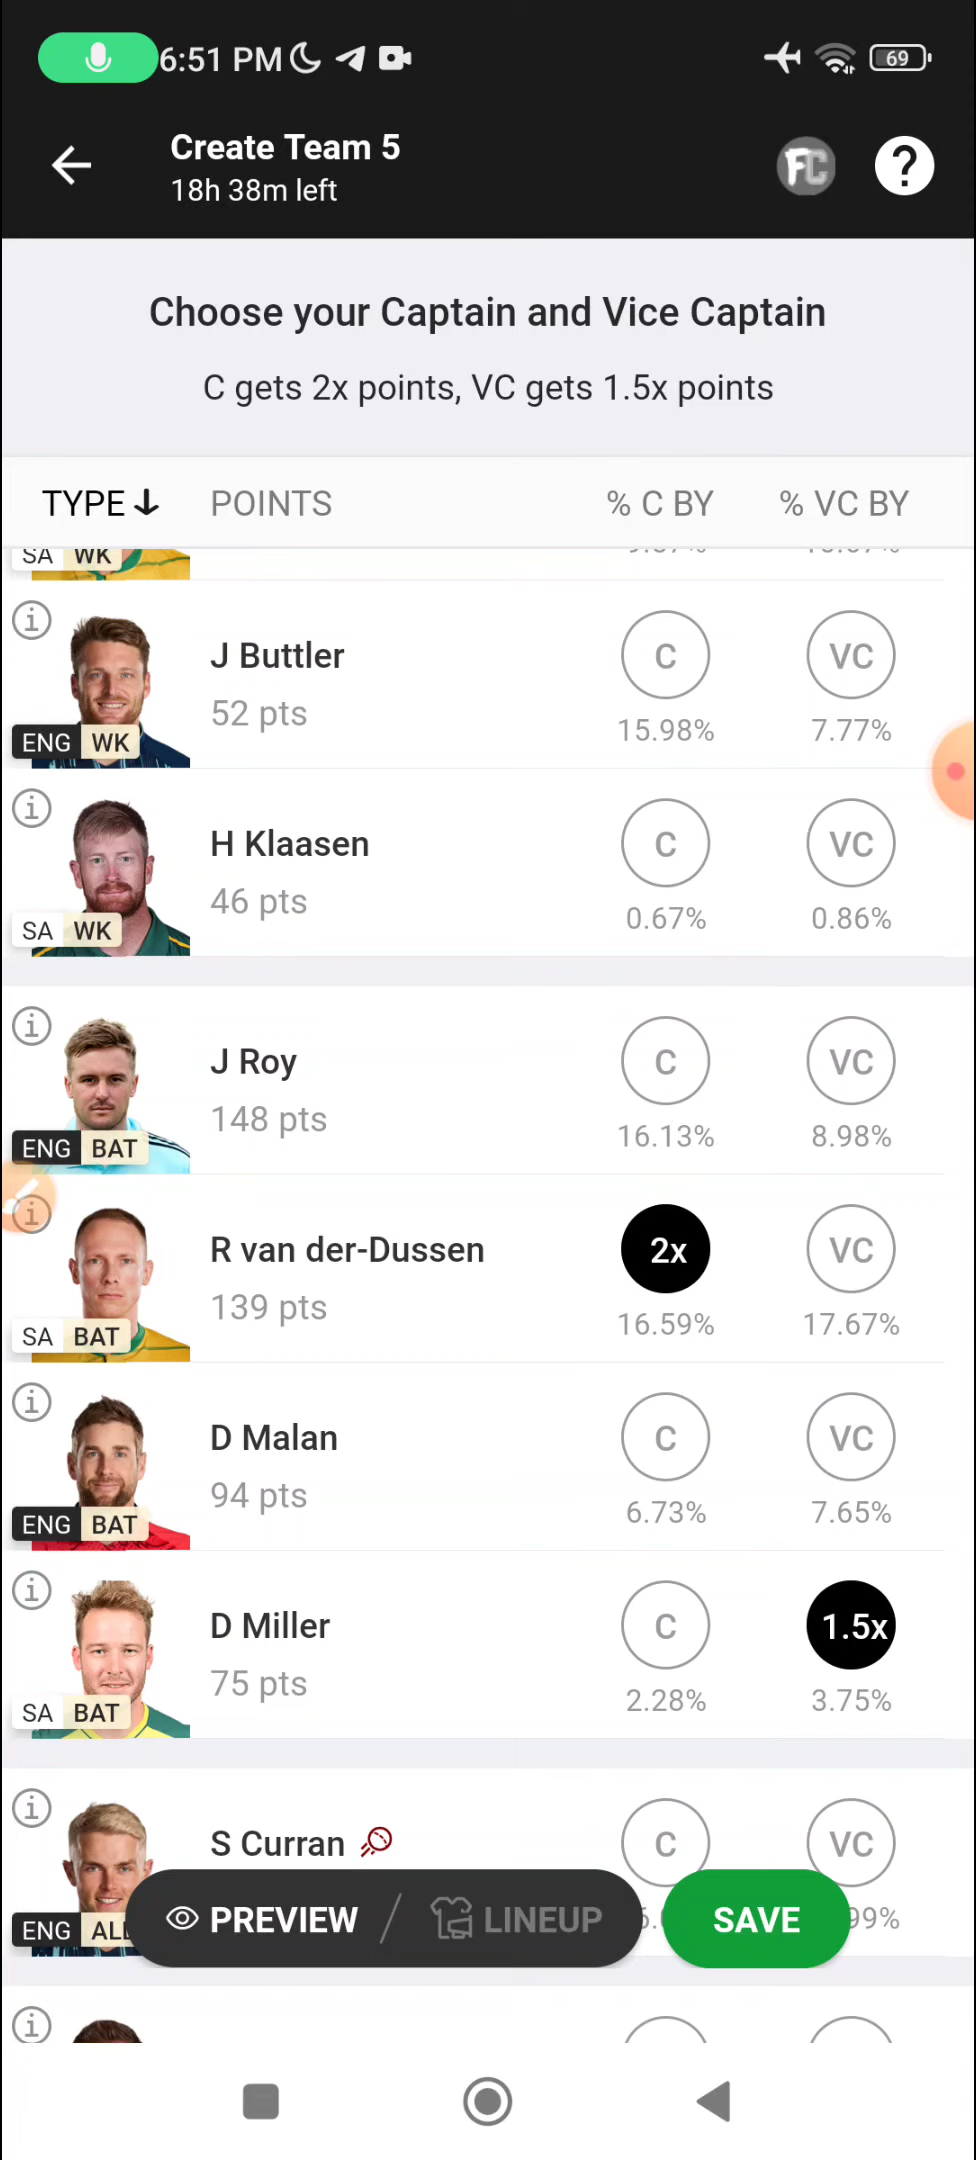 6:51 PM
69
Create Team 5
18h 38m left
FC
?
Choose your Captain and Vice Captain
C gets 2x points, VC gets 1.5x points
TYPE POINTS % C BY % VC BY
SA WK
J Buttler C VC
52 pts
15.98% 7.77%
ENG WK
H Klaasen C VC
46 pts
0.67% 0.86%
SA WK
J Roy C VC
148 pts
16.13% 8.98%
ENG BAT
R van der-Dussen 2x VC
139 pts
16.59% 17.67%
SA BAT
D Malan C VC
94 pts
6.73% 7.65%
ENG BAT
D Miller C 1.5x
75 pts
2.28% 3.75%
SA BAT
S Curran C VC
ENG
PREVIEW / LINEUP SAVE